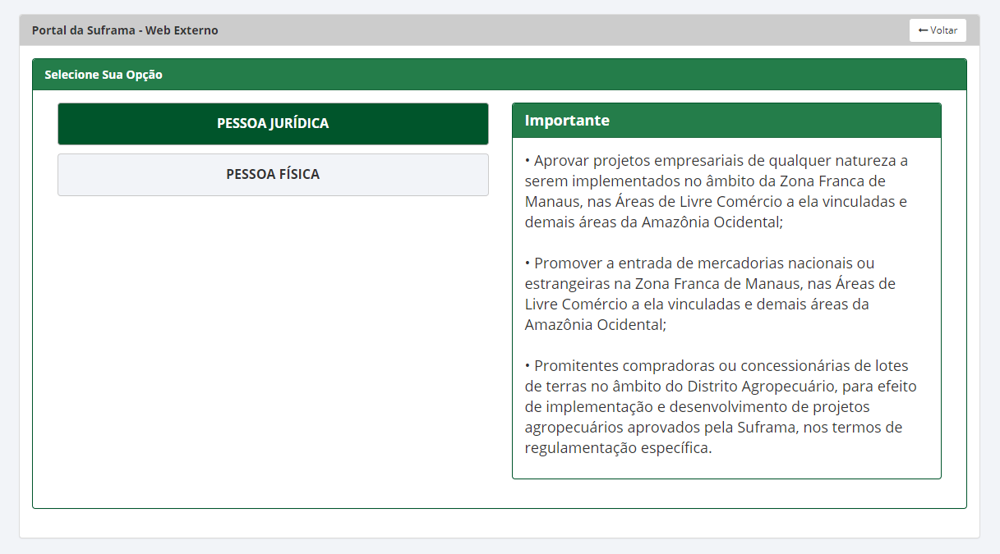 Portal da Suframa - Web Externo
← Voltar
Selecione Sua Opção
PESSOA JURÍDICA
PESSOA FÍSICA
Importante
• Aprovar projetos empresariais de qualquer natureza a
serem implementados no âmbito da Zona Franca de
Manaus, nas Áreas de Livre Comércio a ela vinculadas e
demais áreas da Amazônia Ocidental;
• Promover a entrada de mercadorias nacionais ou
estrangeiras na Zona Franca de Manaus, nas Áreas de
Livre Comércio a ela vinculadas e demais áreas da
Amazônia Ocidental;
• Promitentes compradoras ou concessionárias de lotes
de terras no âmbito do Distrito Agropecuário, para efeito
de implementação e desenvolvimento de projetos
agropecuários aprovados pela Suframa, nos termos de
regulamentação específica.